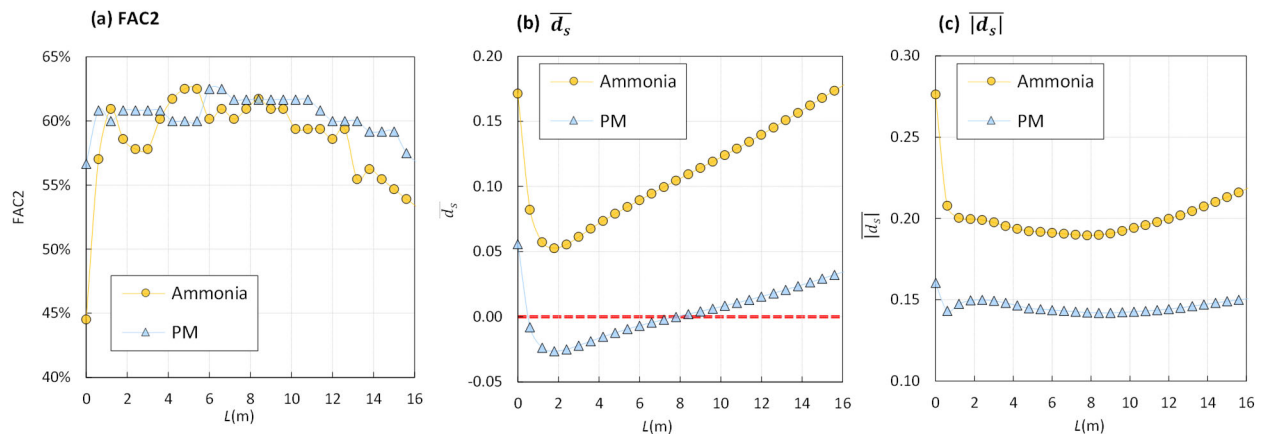 (a) FAC2
65%
60%
55%
50%
45%
40%
FAC2
Ammonia
PM
0 2 4 6 8 10 12 14 16
L(m)
(b) d̅s̅
0.20
0.15
0.10
0.05
0.00
-0.05
d̅s
Ammonia
PM
0 2 4 6 8 10 12 14 16
L(m)
(c) |d̅s̅|
0.30
0.25
0.20
0.15
0.10
|d̅s̅|
Ammonia
PM
0 2 4 6 8 10 12 14 16
L(m)